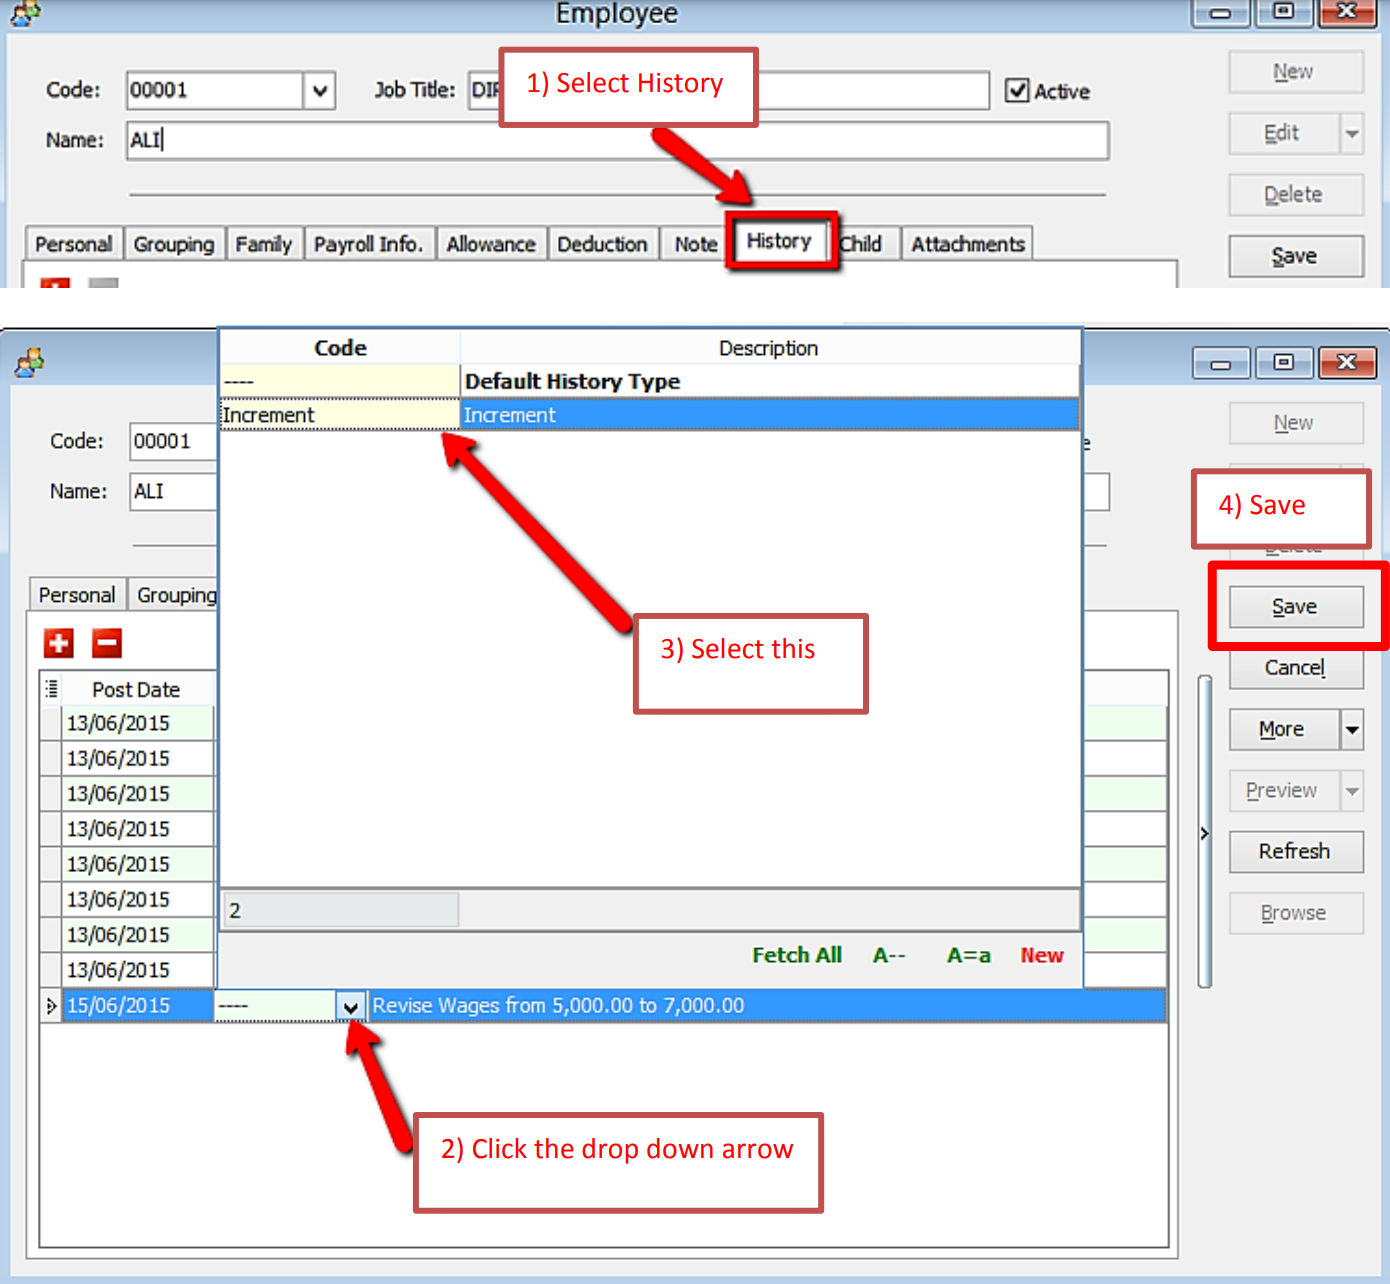 Employee
1) Select History
Code: 00001 Job Title: Active
Name: ALI
Personal Grouping Family Payroll Info. Allowance Deduction Note History Child Attachments
New
Edit
Delete
Save
Code Description
---- Default History Type
Increment Increment
Code: 00001
Name: ALI
Personal Grouping
3) Select this
Post Date
13/06/2015
13/06/2015
13/06/2015
13/06/2015
13/06/2015
13/06/2015
13/06/2015
13/06/2015
2
Fetch All A-- A=a New
15/06/2015 ---- Revise Wages from 5,000.00 to 7,000.00
2) Click the drop down arrow
New
4) Save
Delete
Save
Cancel
More
Preview
Refresh
Browse